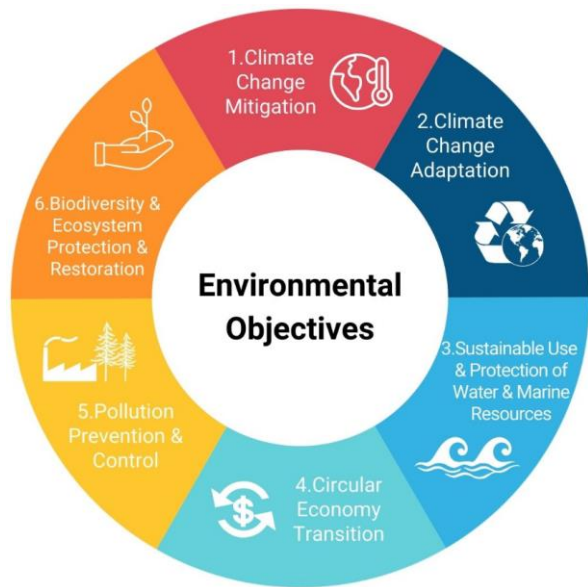 1.Climate
Change
Mitigation
2.Climate
Change
Adaptation
3.Sustainable Use
& Protection of
Water & Marine
Resources
4.Circular
Economy
Transition
5.Pollution
Prevention &
Control
6.Biodiversity &
Ecosystem
Protection &
Restoration
Environmental
Objectives
$